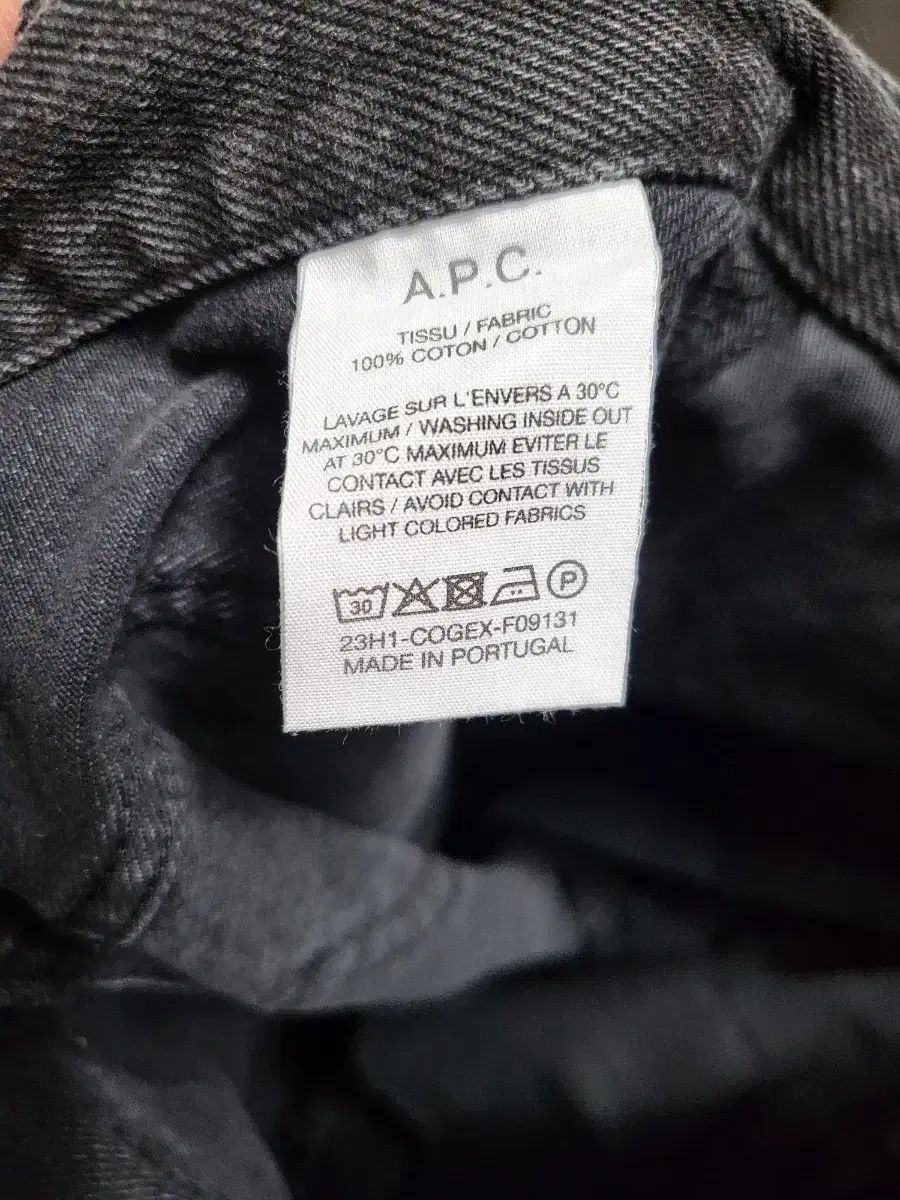 A.P.C.
TISSU / FABRIC
100% COTON / COTTON
LAVAGE SUR L'ENVERS A 30°C
MAXIMUM / WASHING INSIDE OUT
AT 30°C MAXIMUM EVITER LE
CONTACT AVEC LES TISSUS
CLAIRS / AVOID CONTACT WITH
LIGHT COLORED FABRICS
30 P
23H1-COGEX-F09131
MADE IN PORTUGAL